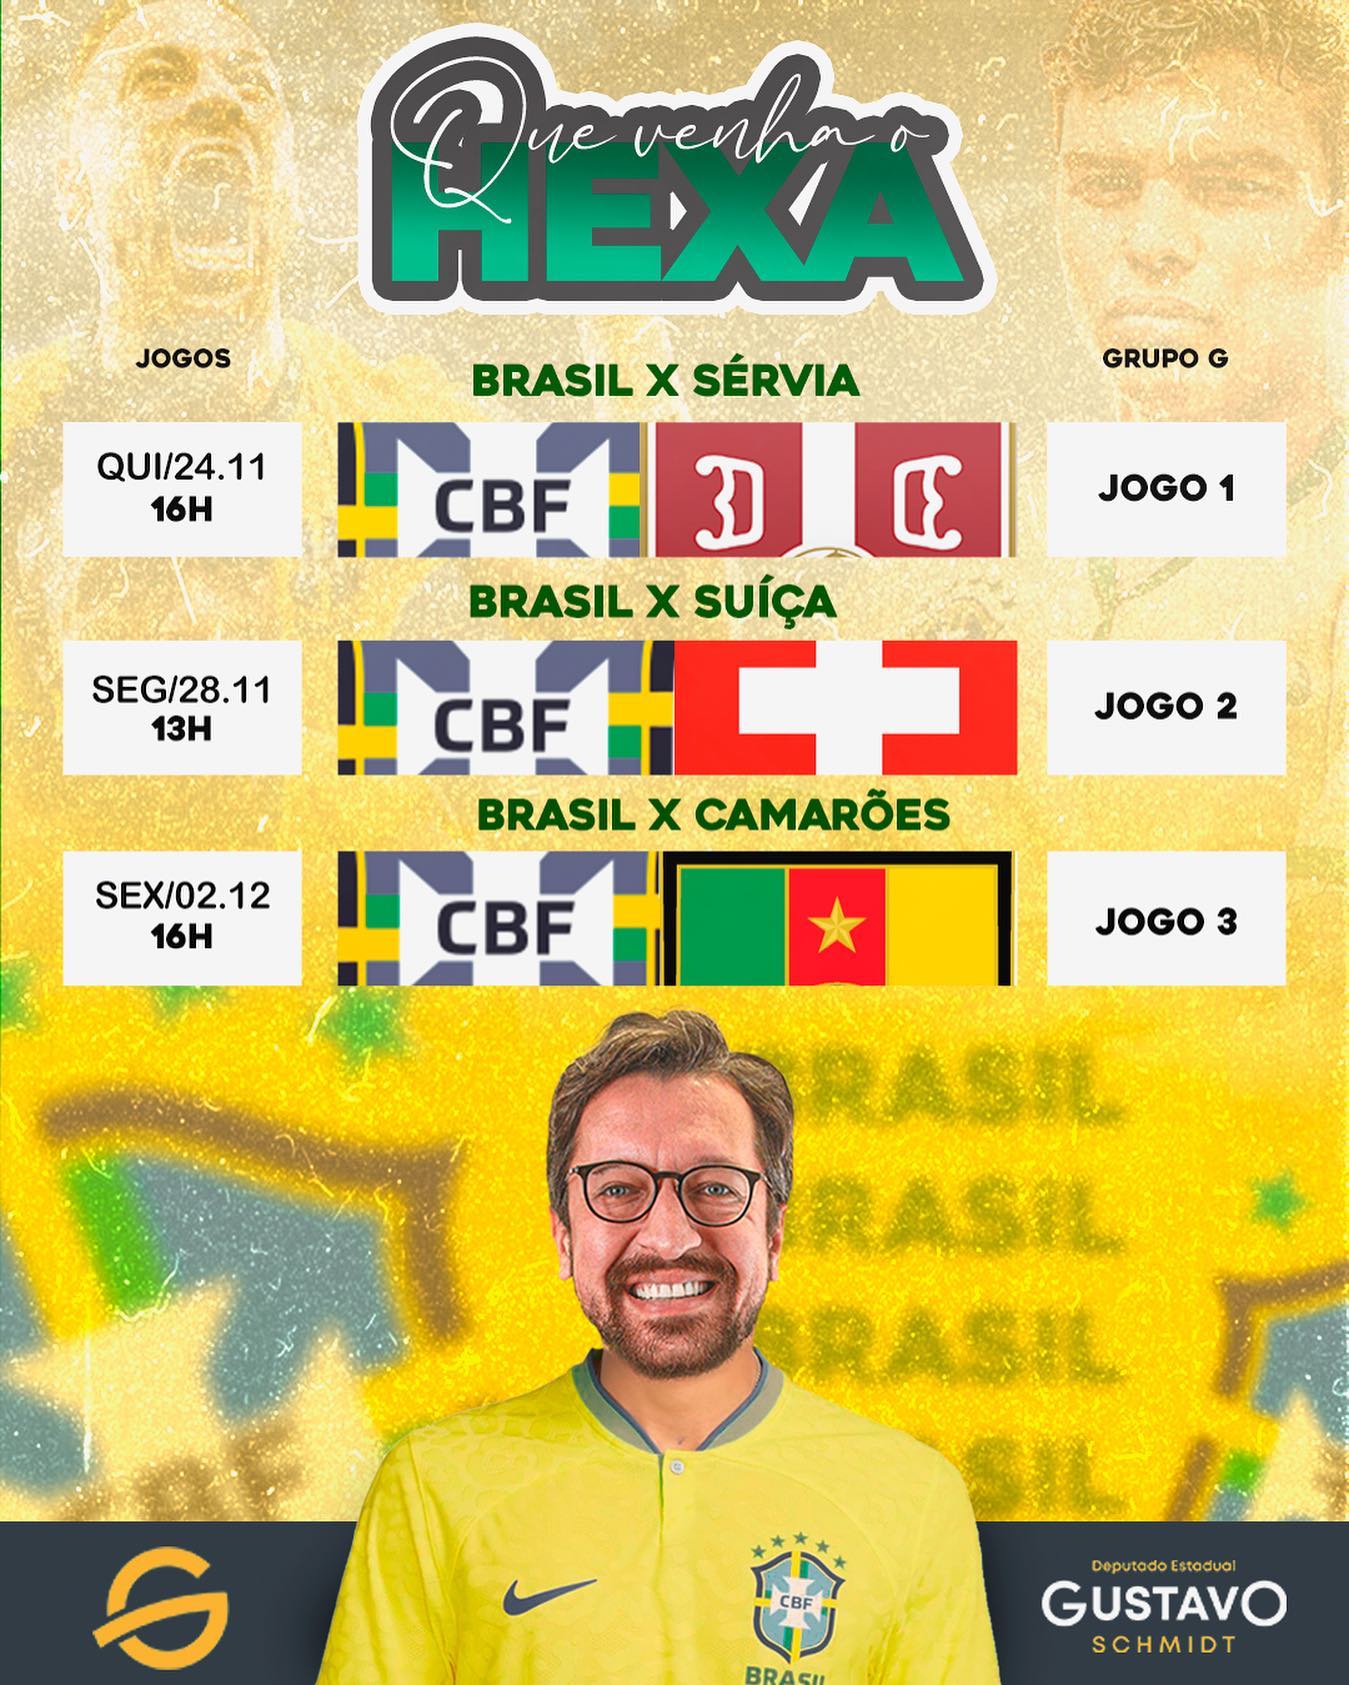 Que venha o
HEXA
JOGOS
GRUPO G
BRASIL X SÉRVIA
QUI/24.11
16H
CBF
JOGO 1
BRASIL X SUÍÇA
SEG/28.11
13H
CBF
JOGO 2
BRASIL X CAMARÕES
SEX/02.12
16H
CBF
JOGO 3
BRASIL
BRASIL
BRASIL
CBF
BRASIL
Deputado Estadual
GUSTAVO
SCHMIDT